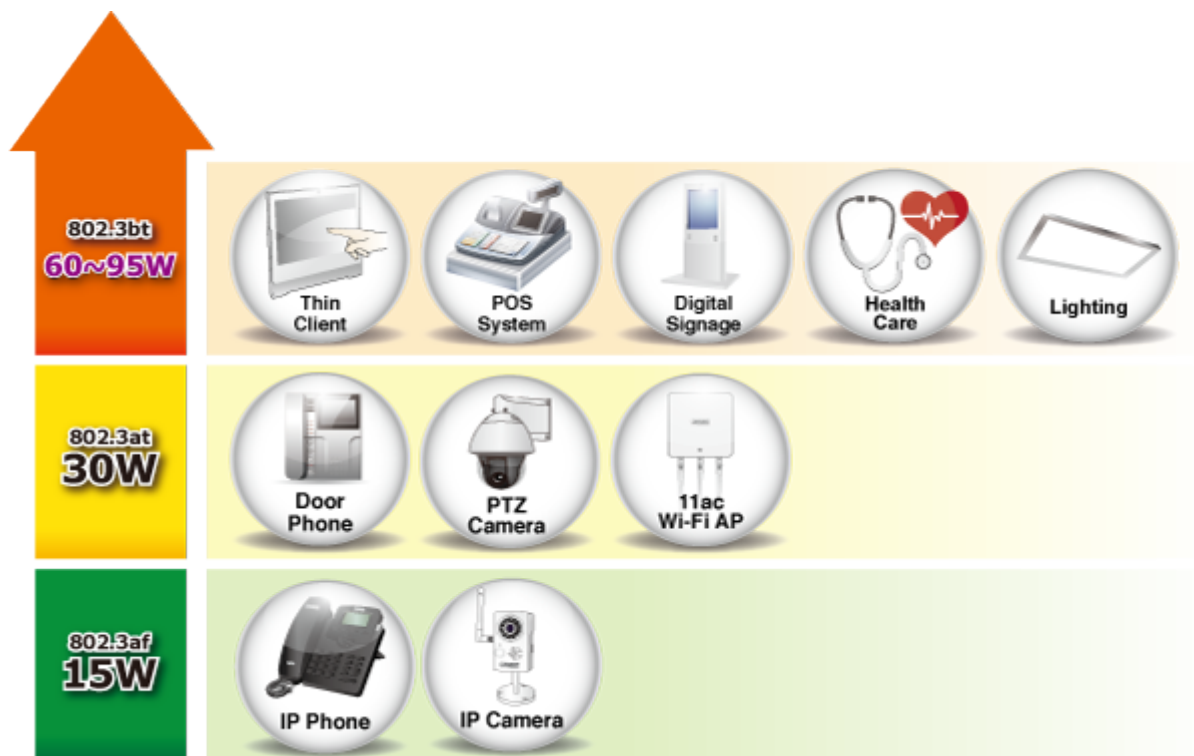 802.3bt
60~95W
Thin
Client
POS
System
Digital
Signage
Health
Care
Lighting
802.3at
30W
Door
Phone
PTZ
Camera
11ac
Wi-Fi AP
802.3af
15W
IP Phone
IP Camera